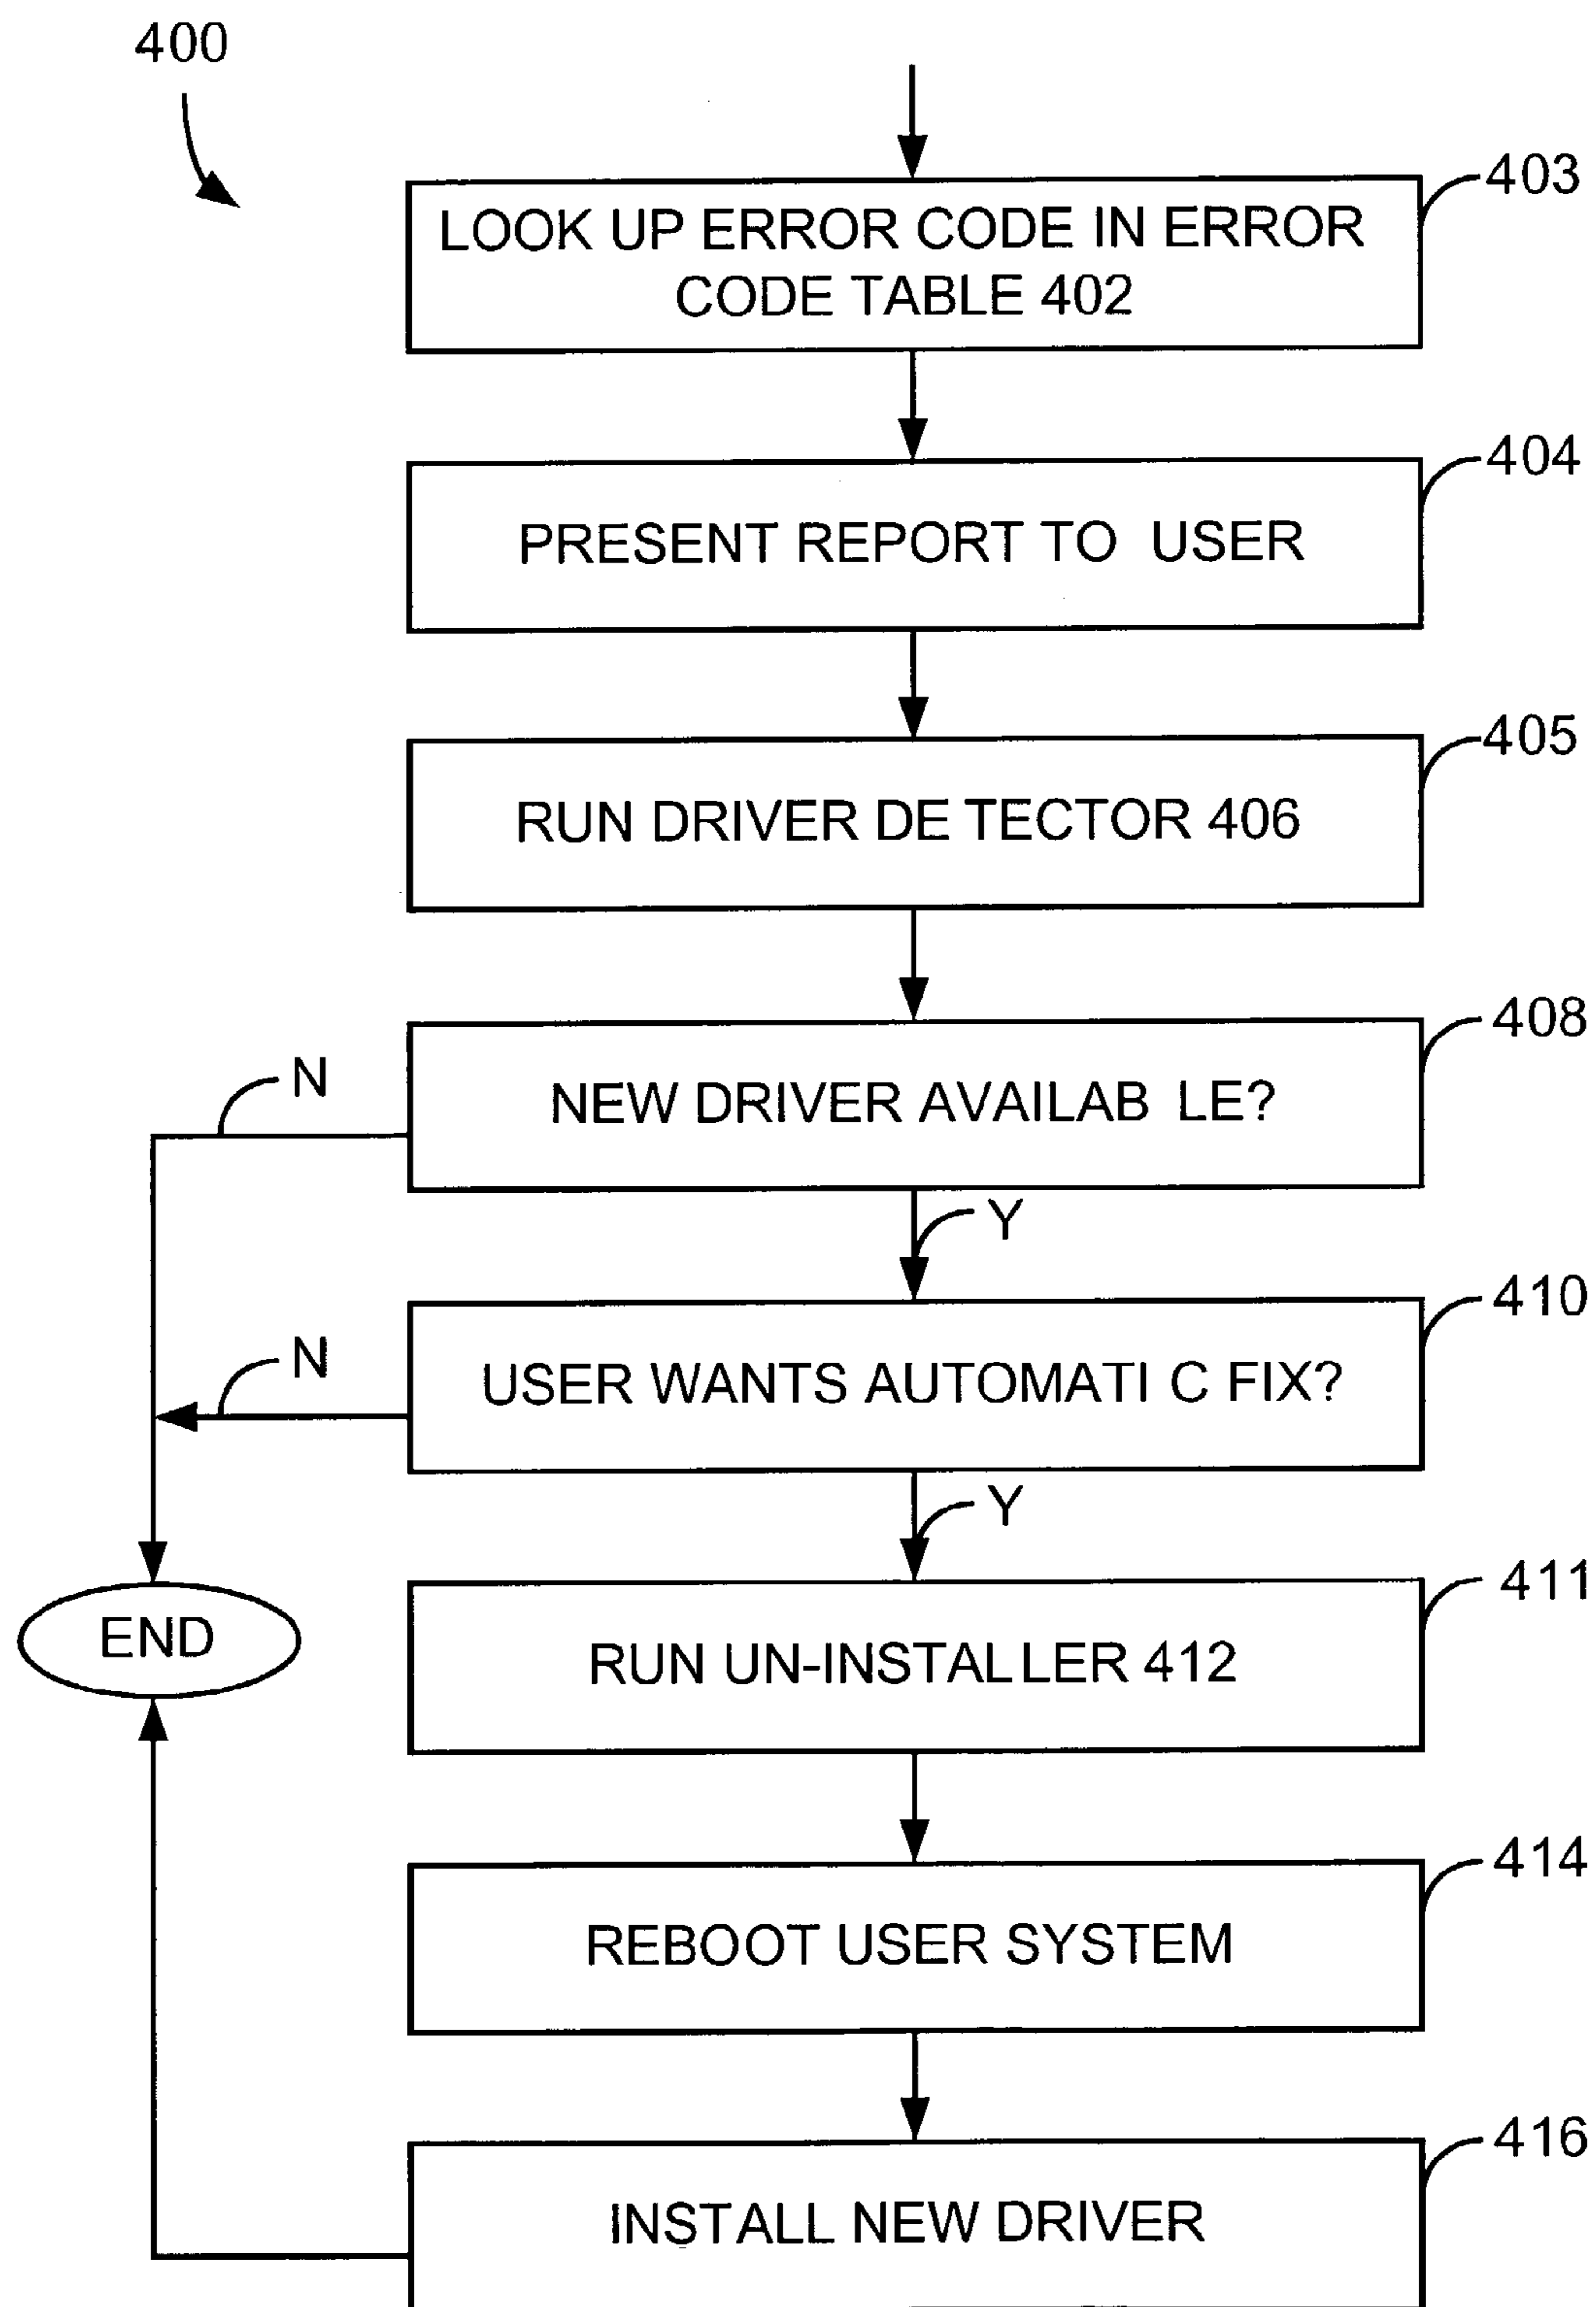 400
403
LOOK UP ERROR CODE IN ERROR
CODE TABLE 402
404
PRESENT REPORT TO USER
405
RUN DRIVER DE TECTOR 406
408
NEW DRIVER AVAILAB LE?
N
Y
410
USER WANTS AUTOMATI C FIX?
N
Y
411
RUN UN-INSTALLER 412
END
414
REBOOT USER SYSTEM
416
INSTALL NEW DRIVER